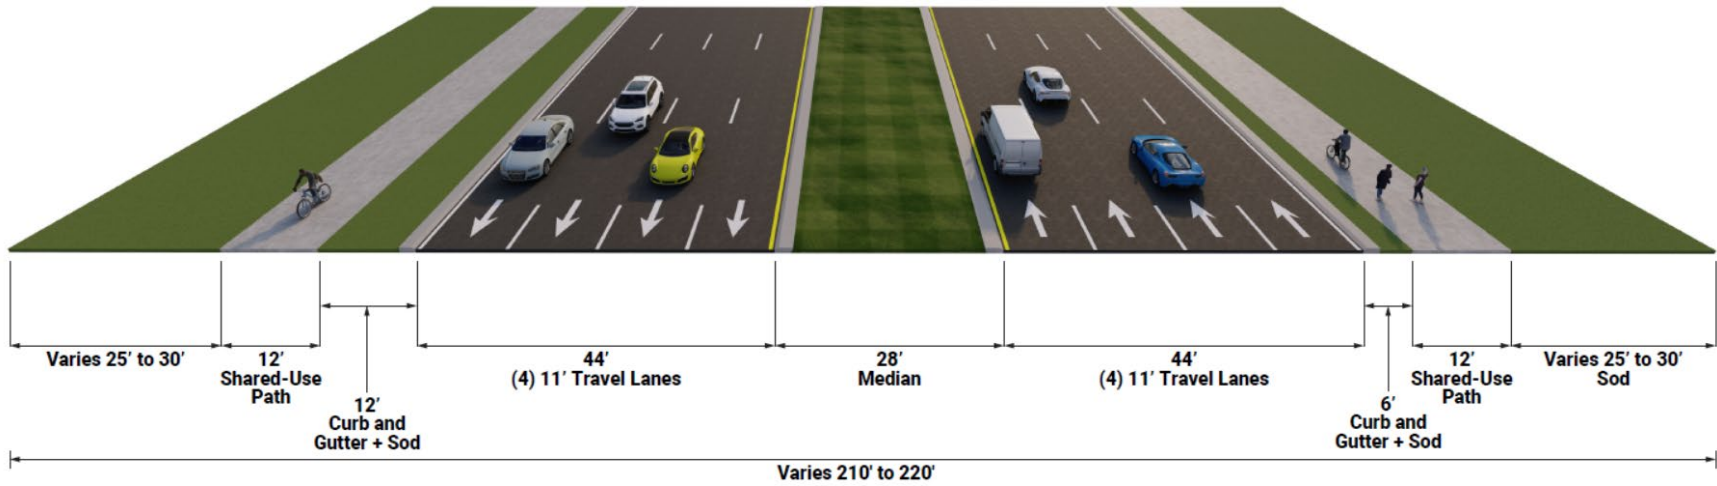 Varies 25' to 30'
12'
Shared-Use
Path
12'
Curb and
Gutter + Sod
44'
(4) 11' Travel Lanes
28'
Median
44'
(4) 11' Travel Lanes
6'
Curb and
Gutter + Sod
12'
Shared-Use
Path
Varies 25' to 30'
Sod
Varies 210' to 220'